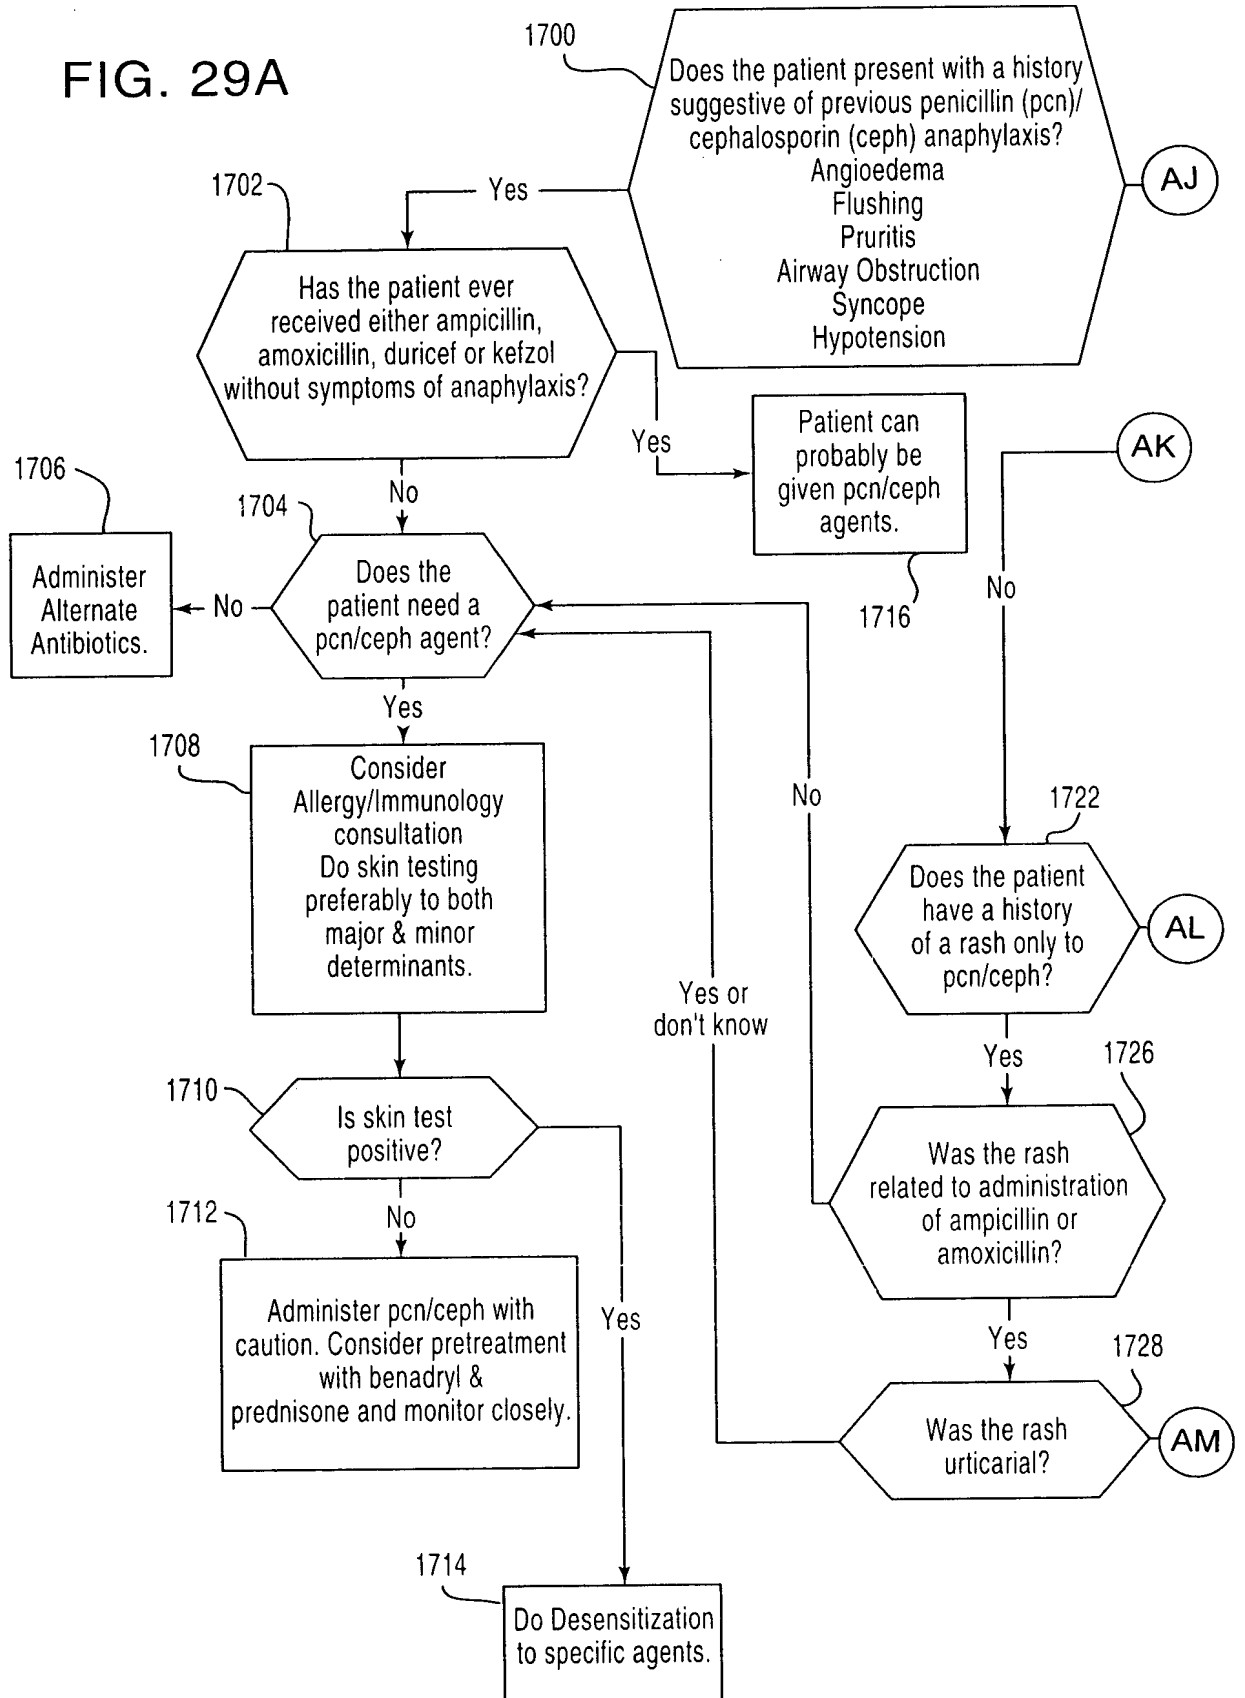 FIG. 29A
1700
Does the patient present with a history
suggestive of previous penicillin (pcn)/
cephalosporin (ceph) anaphylaxis?
Angioedema
Flushing
Pruritis
Airway Obstruction
Syncope
Hypotension
AJ
Yes
1702
Has the patient ever
received either ampicillin,
amoxicillin, duricef or kefzol
without symptoms of anaphylaxis?
Yes
Patient can
probably be
given pcn/ceph
agents.
1716
AK
No
No
1704
Does the
patient need a
pcn/ceph agent?
No
1706
Administer
Alternate
Antibiotics.
Yes
1708
Consider
Allergy/Immunology
consultation
Do skin testing
preferably to both
major & minor
determinants.
No
Yes or
don't know
1722
Does the patient
have a history
of a rash only to
pcn/ceph?
AL
Yes
1726
Was the rash
related to administration
of ampicillin or
amoxicillin?
Yes
1728
Was the rash
urticarial?
AM
1710
Is skin test
positive?
No
Yes
1712
Administer pcn/ceph with
caution. Consider pretreatment
with benadryl &
prednisone and monitor closely.
1714
Do Desensitization
to specific agents.